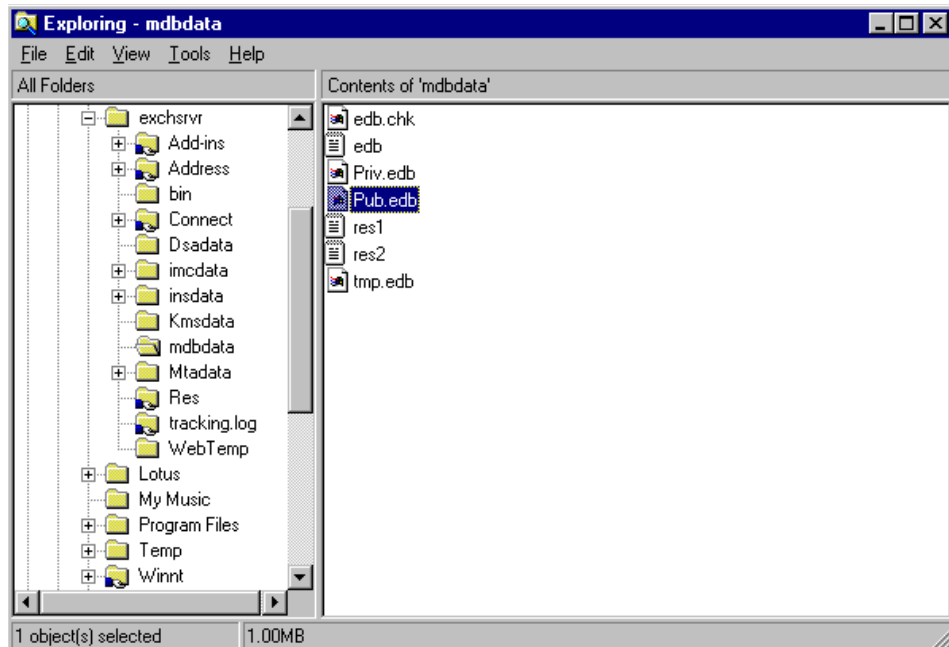 Exploring - mdbdata
File Edit View Tools Help
All Folders
Contents of 'mdbdata'
exchsrvr
Add-ins
Address
bin
Connect
Dsadata
imcdata
insdata
Kmsdata
mdbdata
Mtadata
Res
tracking.log
WebTemp
Lotus
My Music
Program Files
Temp
Winnt
edb.chk
edb
Priv.edb
Pub.edb
res1
res2
tmp.edb
1 object(s) selected
1.00MB